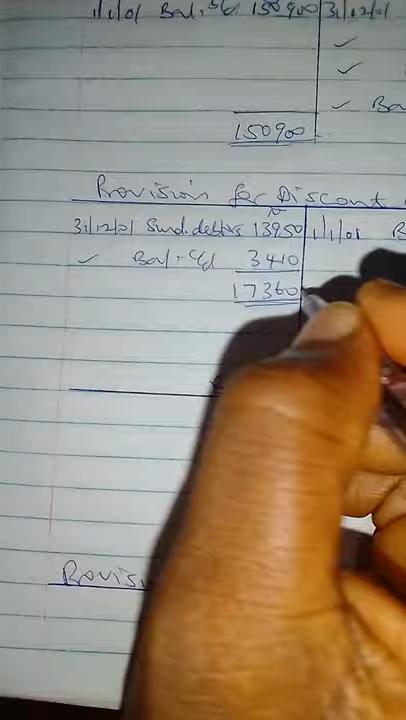 1/1/01 Bal. b/d 150900 31/12/01
✓
✓
✓ Ba
150900
Provision for Discount
31/12/01 Sund. debtors 13950 1/1/01 B
✓ Bal. c/d 3410
17360
Provis